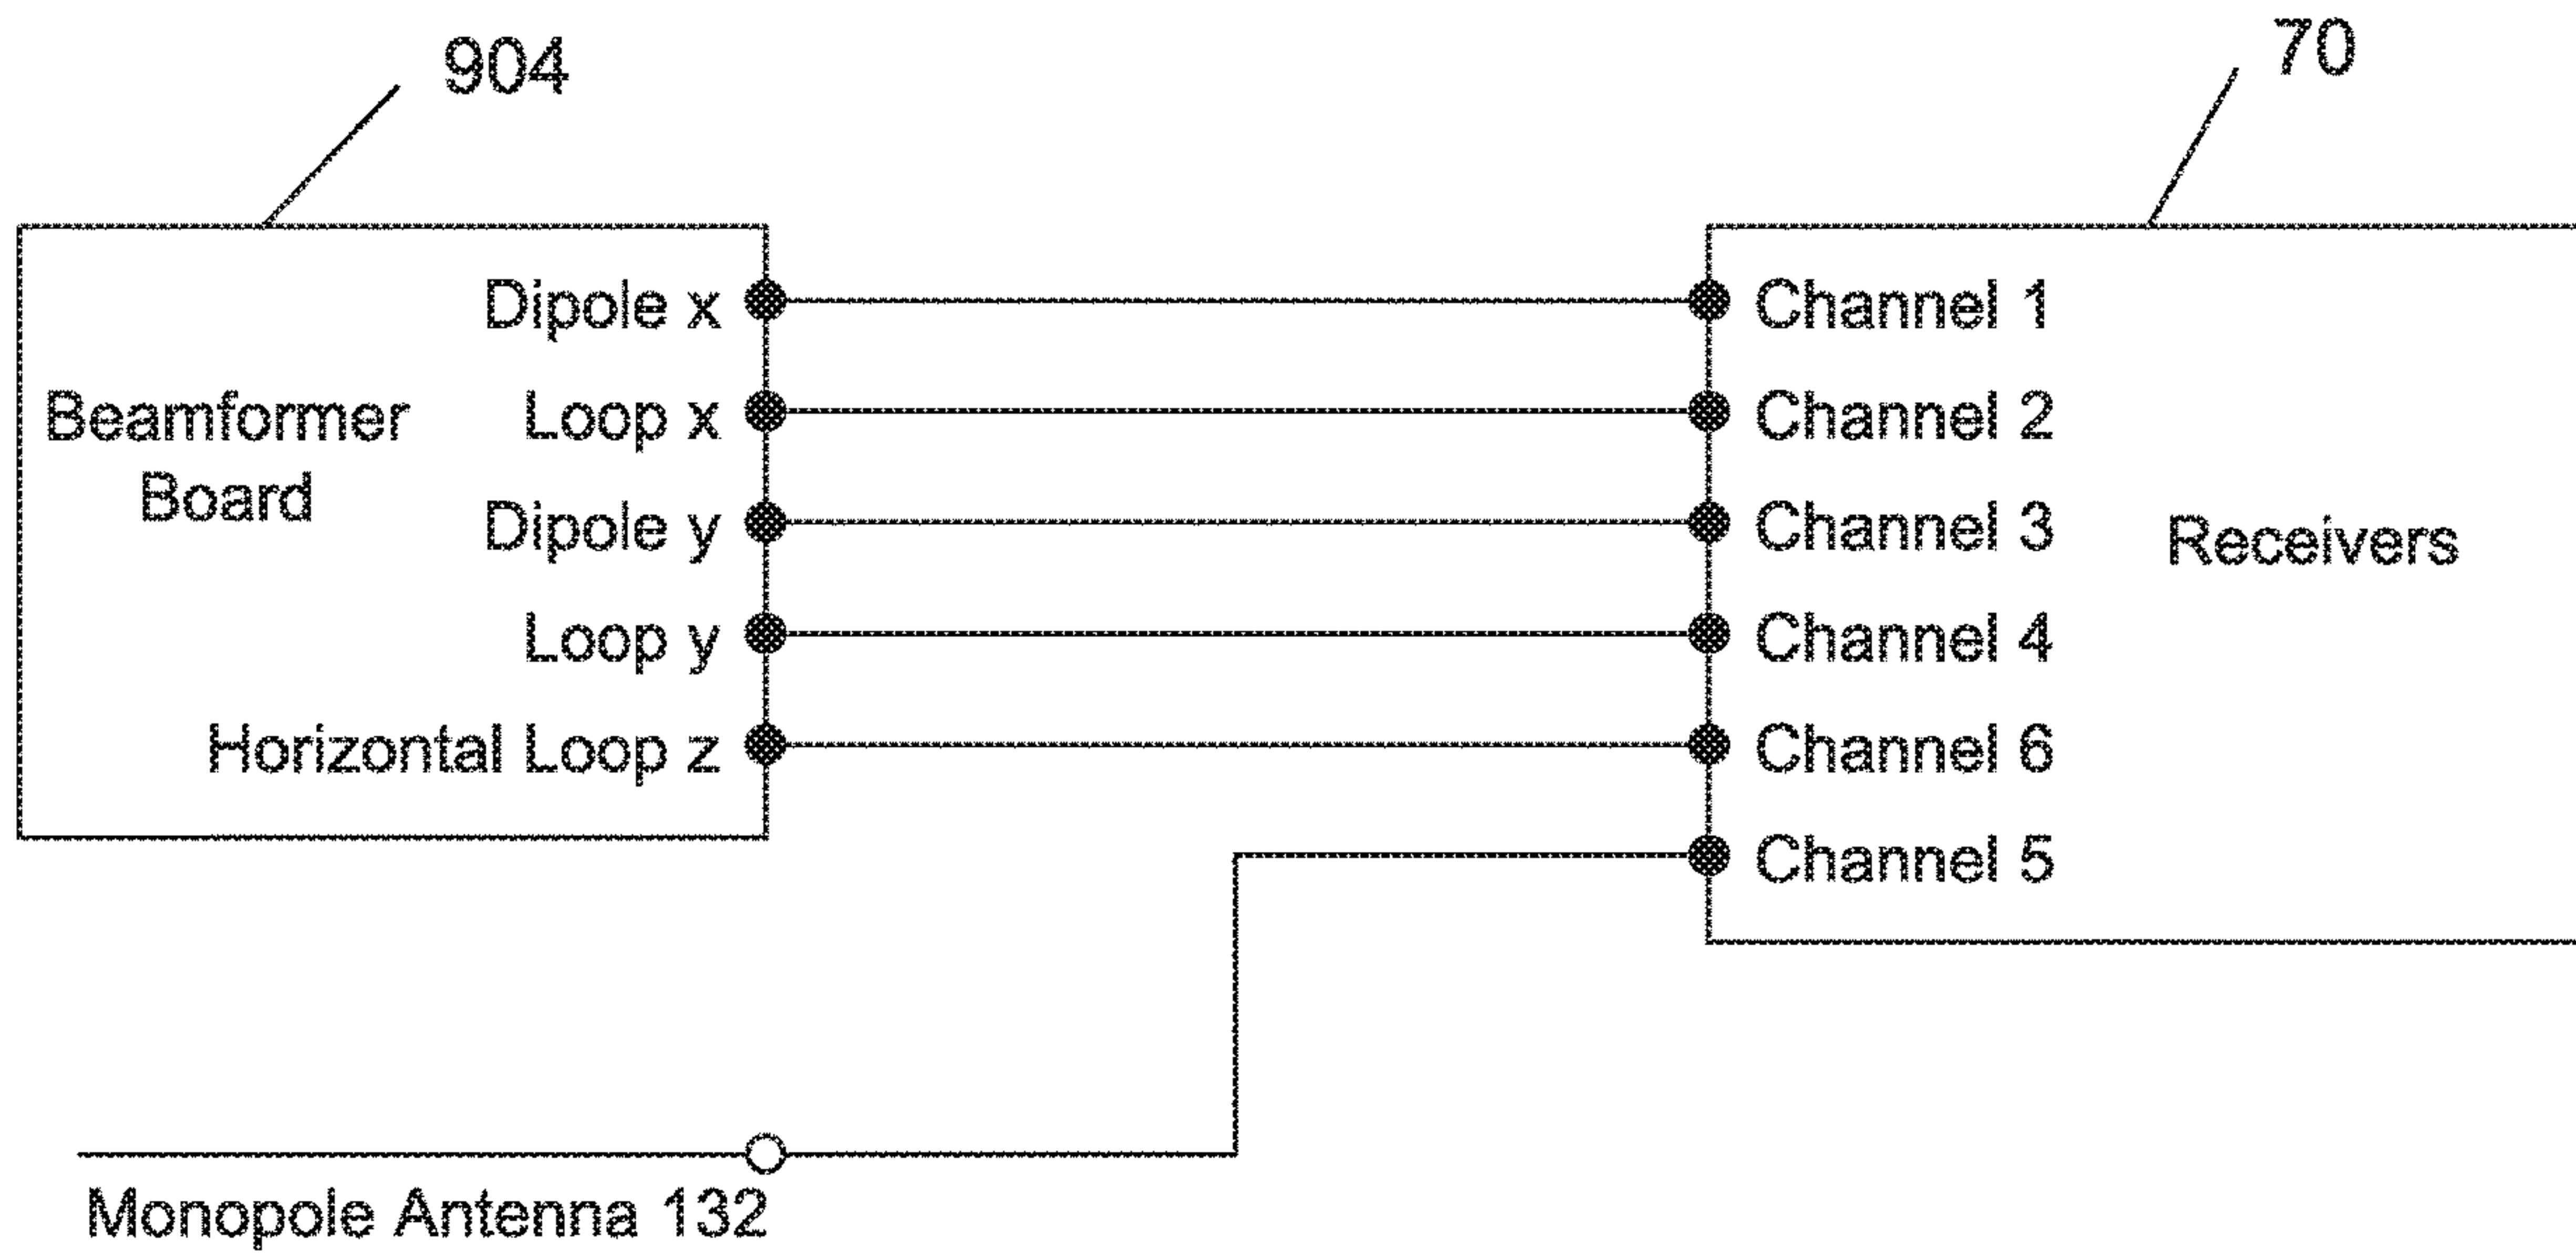 904
70
Dipole x
Channel 1
Beamformer
Board
Loop x
Channel 2
Dipole y
Channel 3
Receivers
Loop y
Channel 4
Horizontal Loop z
Channel 6
Channel 5
Monopole Antenna 132